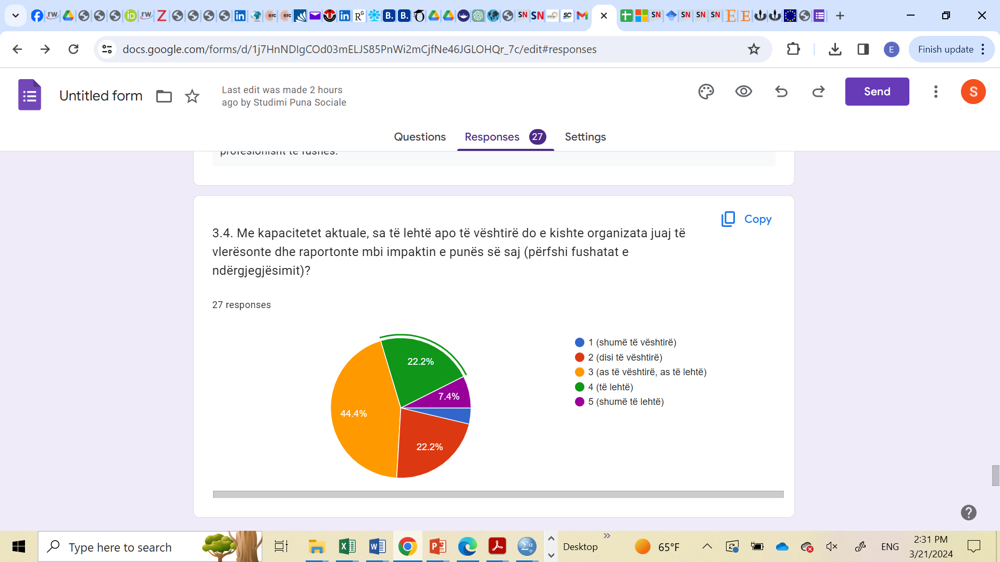 docs.google.com/forms/d/1j7HnNDIgCOd03mELJS85PnWi2mCjfNe46JGLOHQr_7c/edit#responses
Finish update
Untitled form
Last edit was made 2 hours
ago by Studimi Puna Sociale
Send
S
Questions
Responses
27
Settings
profesionisht të fushës.
Copy
3.4. Me kapacitetet aktuale, sa të lehtë apo të vështirë do e kishte organizata juaj të
vlerësonte dhe raportonte mbi impaktin e punës së saj (përfshi fushatat e
ndërgjegjësimit)?
27 responses
22.2%
7.4%
44.4%
22.2%
1 (shumë të vështirë)
2 (disi të vështirë)
3 (as të vështirë, as të lehtë)
4 (të lehtë)
5 (shumë të lehtë)
Type here to search
Desktop
65°F
ENG
2:31 PM
3/21/2024